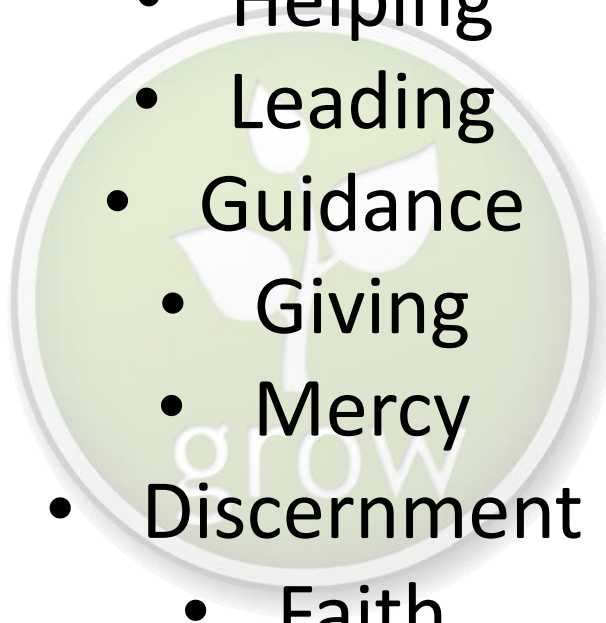 • Helping
• Leading
• Guidance
• Giving
• Mercy
grow
• Discernment
• Faith